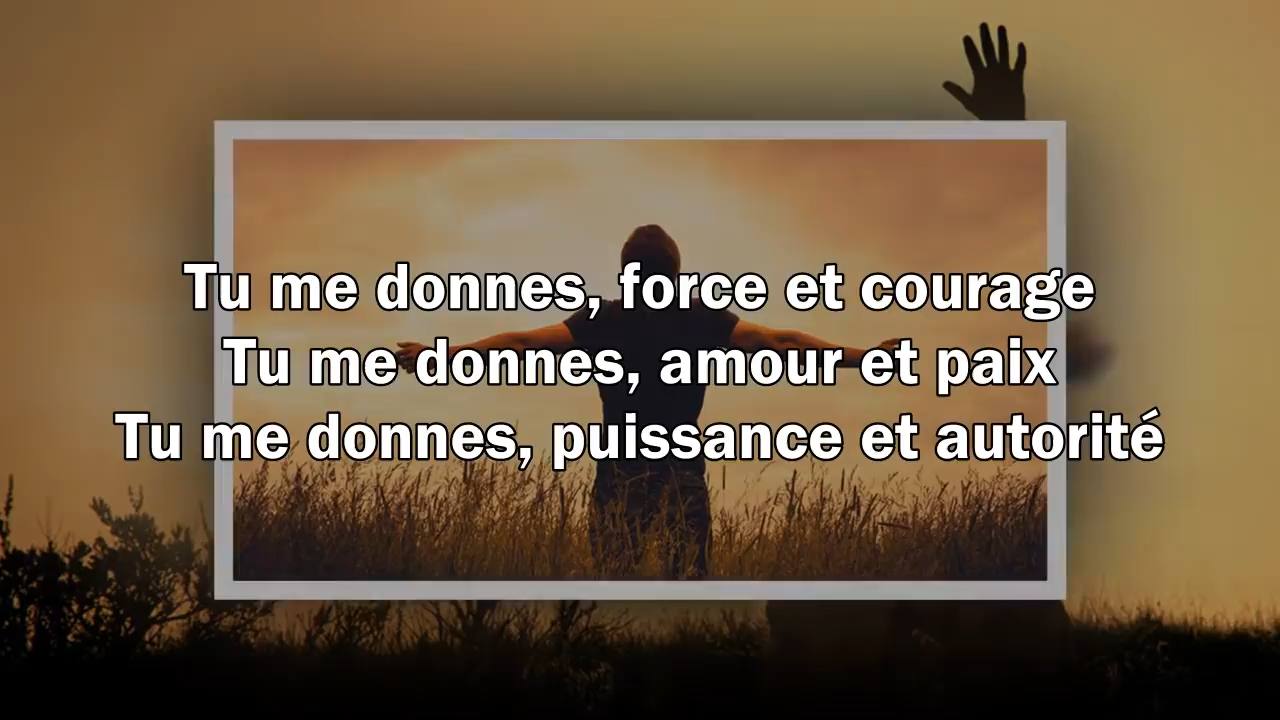 Tu me donnes, force et courage
Tu me donnes, amour et paix
Tu me donnes, puissance et autorité